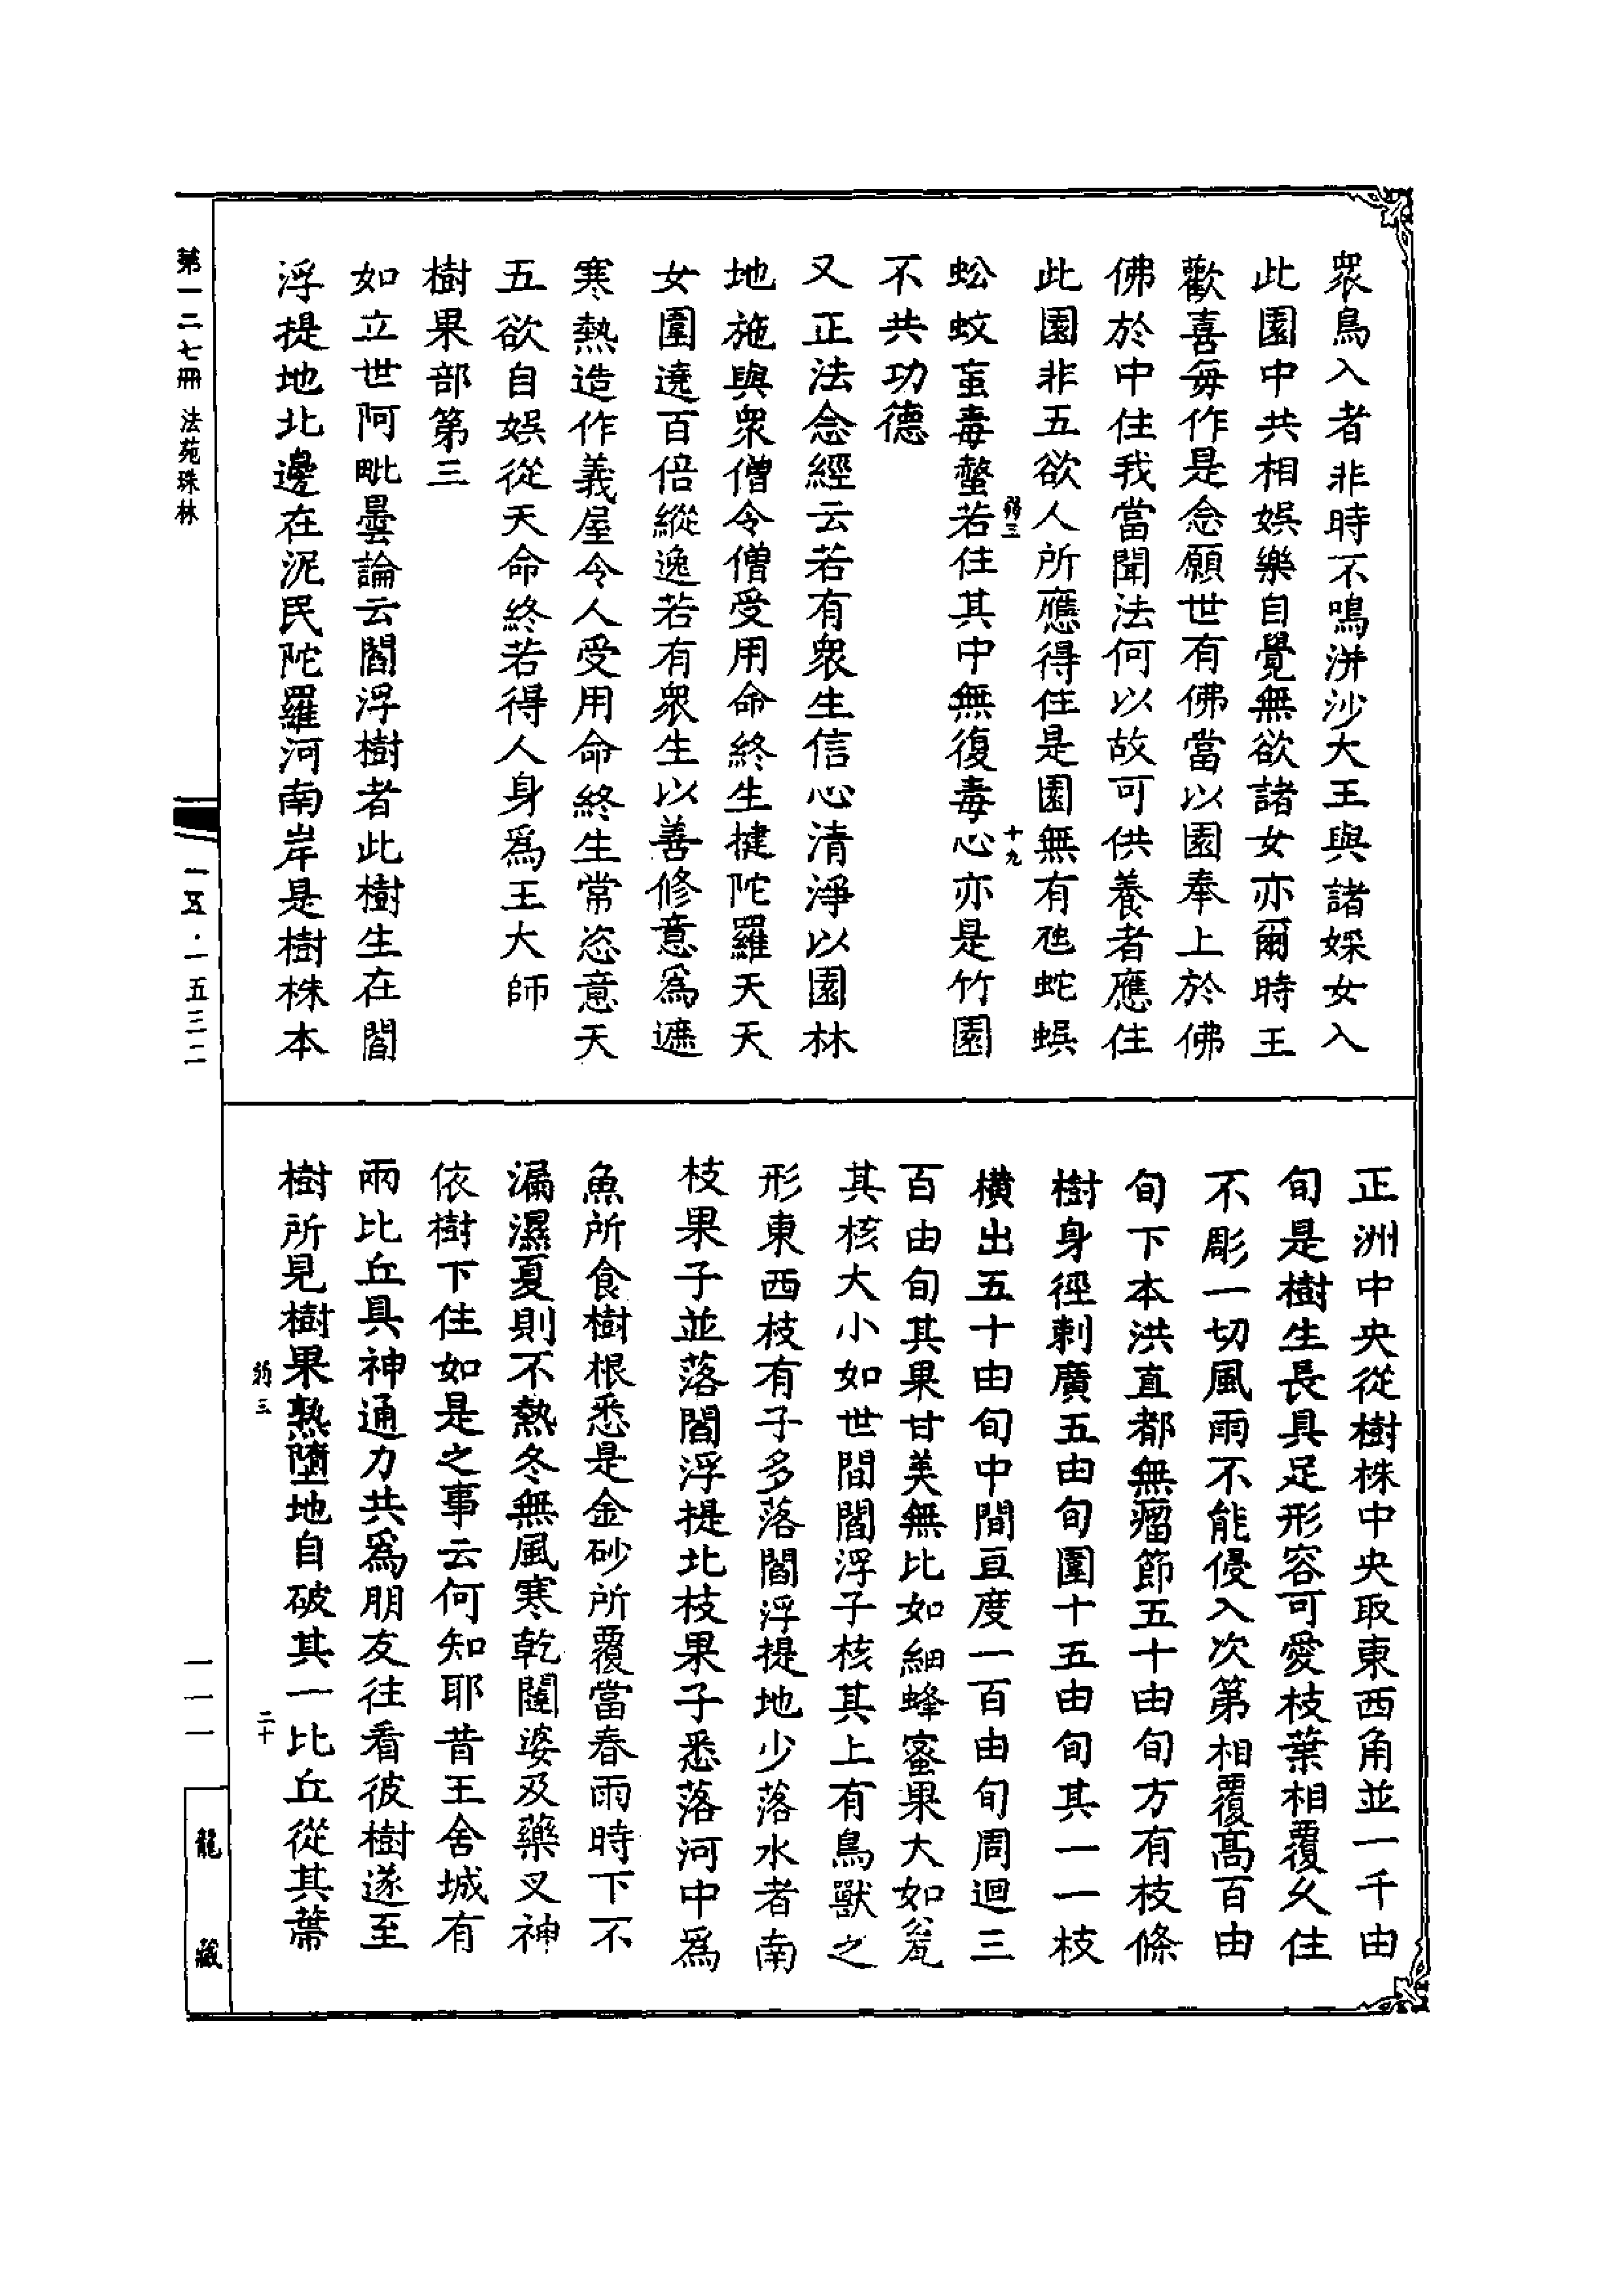 衆鳥入者非時不鳴洴沙大王與諸婇女入
此園中共相娛樂自覺無欲諸女亦爾時王
歡喜每作是念願世有佛當以園奉上於佛
佛於中住我當聞法何以故可供養者應住
此園非五欲人所應得住是園無有虺蛇蜈
弱三
十九
蚣蚊䖟毒螫若住其中無復毒心亦是竹園
不共功德
又正法念經云若有衆生信心清淨以園林
地施與衆僧令僧受用命終生揵陀羅天天
女圍遶百倍縱逸若有衆生以善修意爲遮
寒熱造作義屋令人受用命終生常恣意天
五欲自娛從天命終若得人身爲王大師
樹果部第三
如立世阿毗曇論云閻浮樹者此樹生在閻
浮提地北邊在泥民陀羅河南岸是樹株本
正洲中央從樹株中央取東西角並一千由
旬是樹生長具足形容可愛枝葉相覆久住
不彫一切風雨不能侵入次第相覆高百由
旬下本洪直都無瘤節五十由旬方有枝條
樹身徑刺廣五由旬圍十五由旬其一一枝
橫出五十由旬中間亘度一百由旬周迴三
百由旬其果甘美無比如細蜂蜜果大如瓮
其核大小如世間閻浮子核其上有鳥獸之
形東西枝有子多落閻浮提地少落水者南
枝果子並落閻浮提北枝果子悉落河中爲
魚所食樹根悉是金砂所覆當春雨時下不
漏濕夏則不熱冬無風寒乾闥婆及藥叉神
依樹下住如是之事云何知耶昔王舍城有
兩比丘具神通力共爲朋友往看彼樹遂至
樹所見樹果熟墮地自破其一比丘從其蔕
弱三
二十
第一二七冊 法苑珠林
一五·一五三二
一一一
龍藏